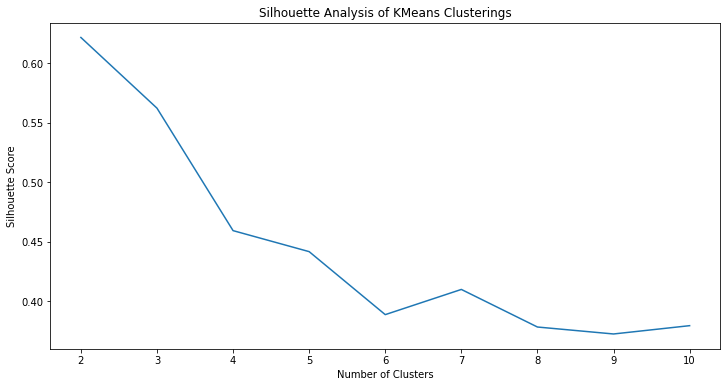 Silhouette Analysis of KMeans Clusterings
0.60
0.55
0.50
0.45
0.40
Silhouette Score
2 3 4 5 6 7 8 9 10
Number of Clusters